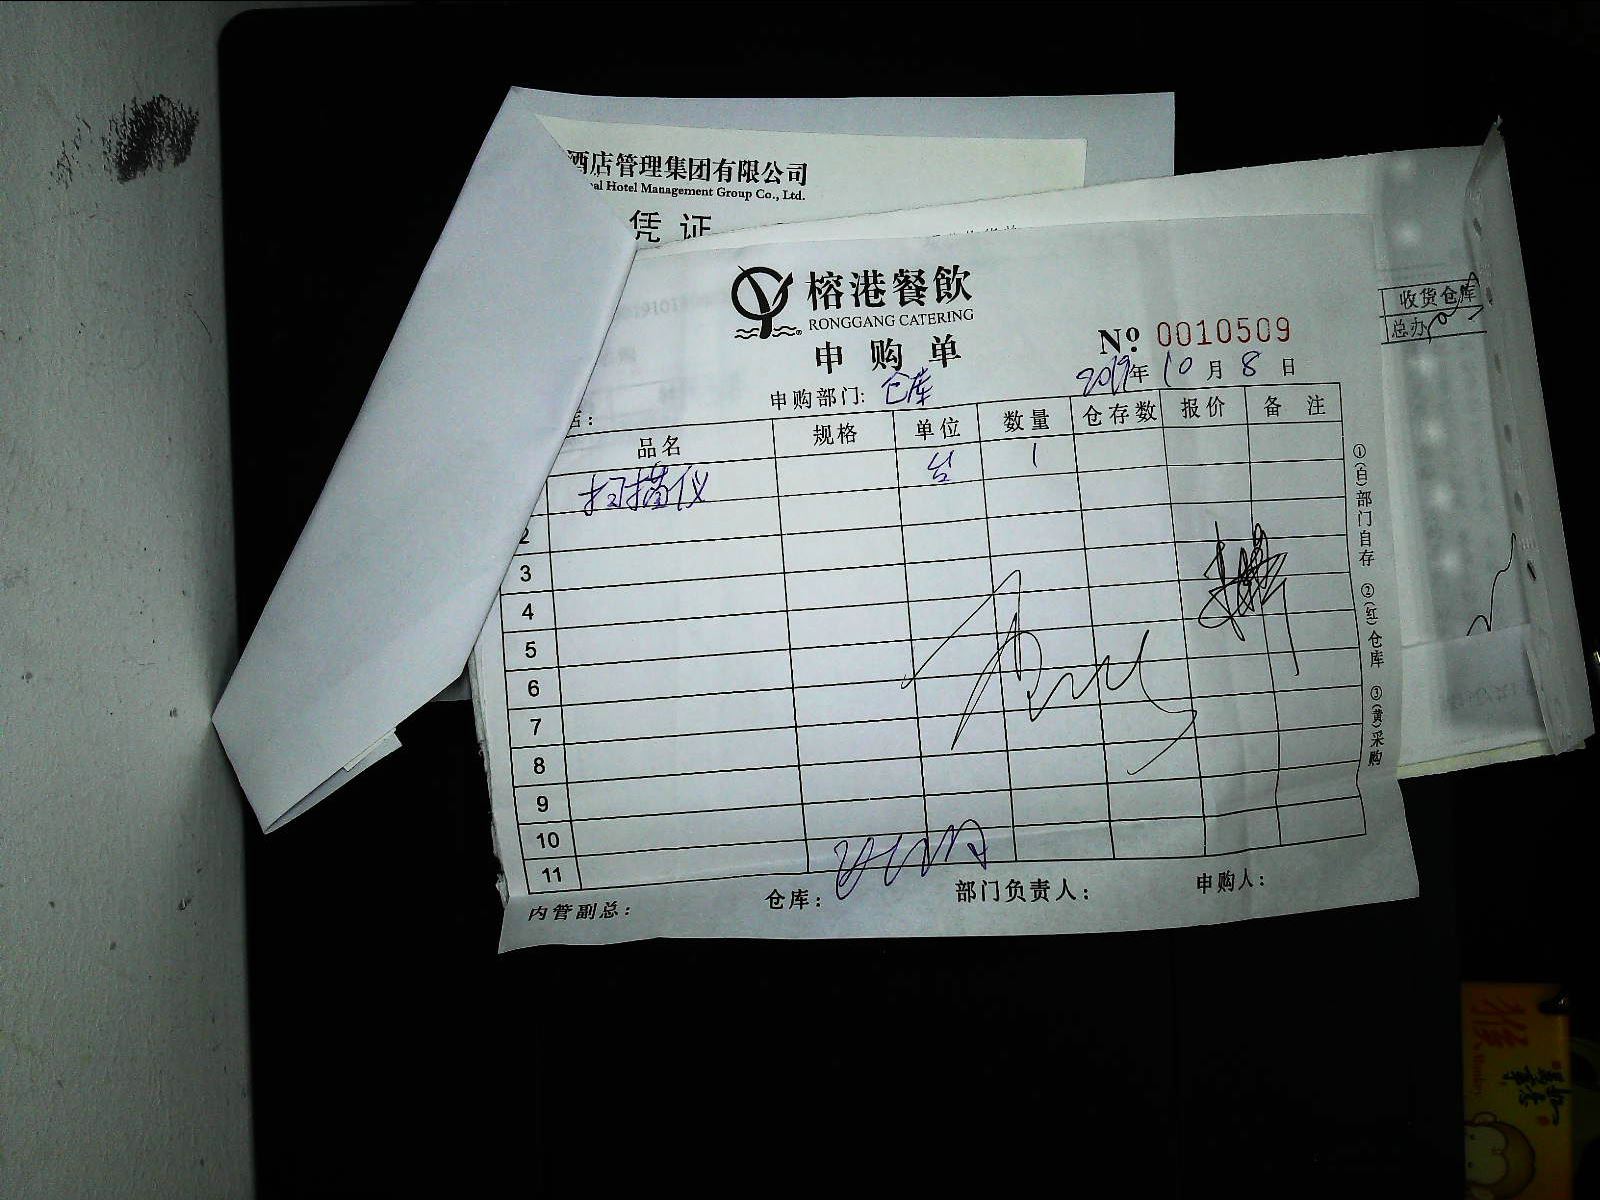 酒店管理集团有限公司
Hotel Management Group Co., Ltd.
凭 证
榕港餐飲
RONGGANG CATERING
申 购 单
Nº 0010509
申购部门: 仓库
2019年 10 月 8 日
店:
品名 规格 单位 数量 仓存数 报价 备 注
扫描仪 台 1
2
3
4
5
6
7
8
9
10
11
内管副总: 仓库: 部门负责人: 申购人:
①(白)部门自存 ②(红)仓库 ③(黄)采购
收货仓库
总办
猴
Monkey